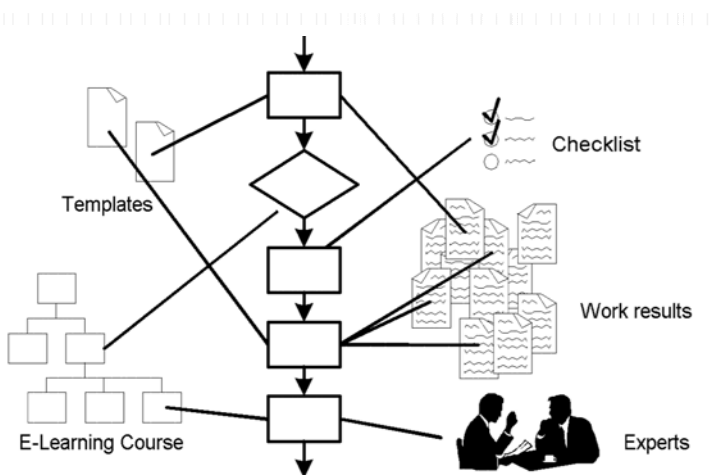 Checklist
Templates
Work results
E-Learning Course
Experts